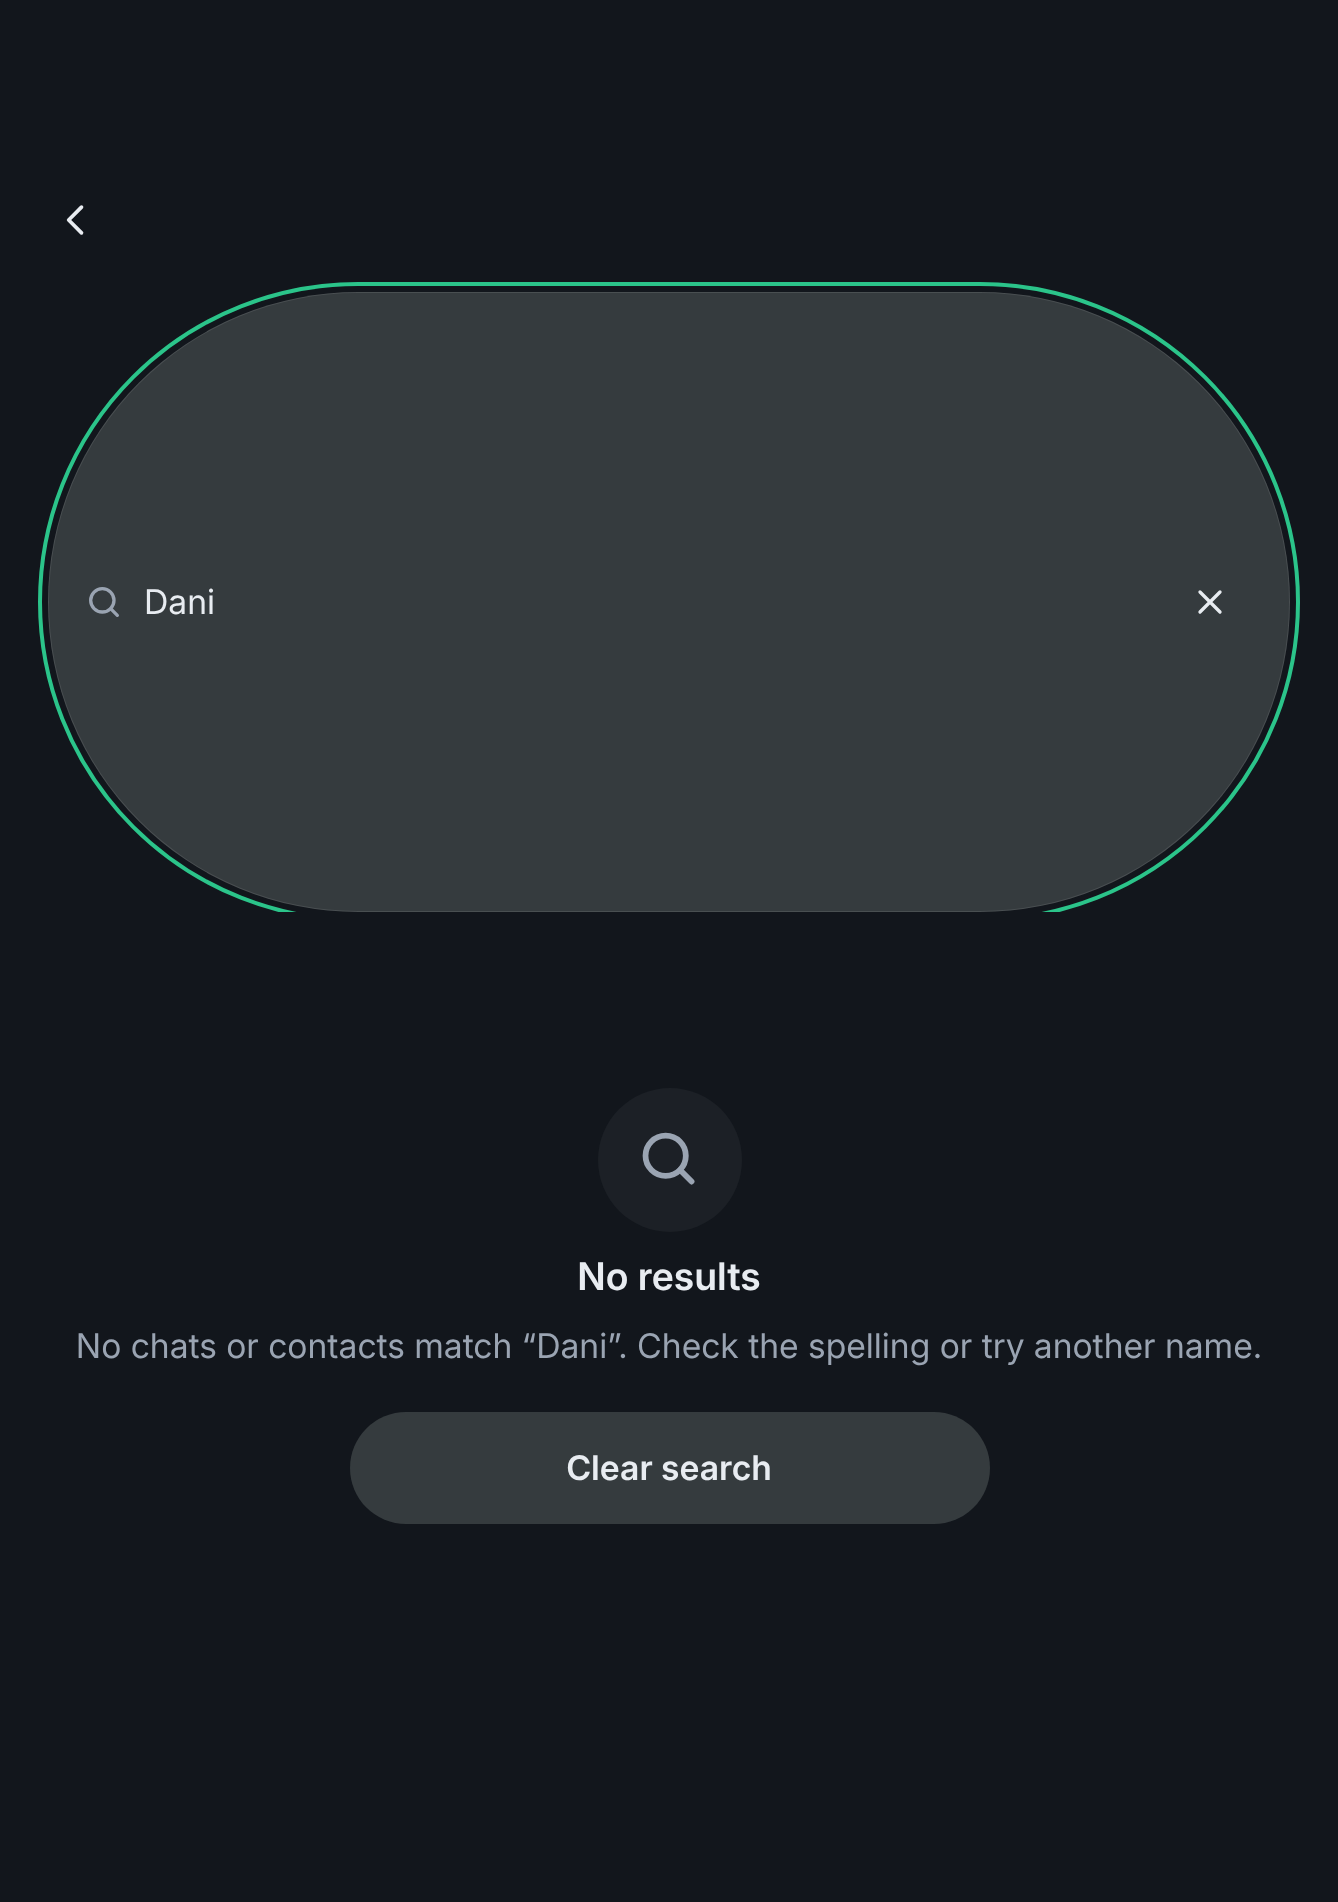 Dani
No results
No chats or contacts match “Dani”. Check the spelling or try another name.
Clear search